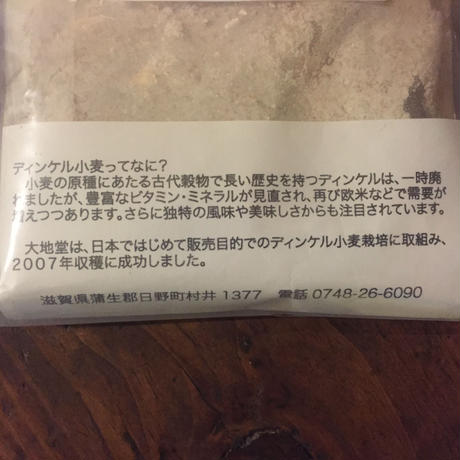 ディンケル小麦ってなに？
小麦の原種にあたる古代穀物で長い歴史を持つディンケルは、一時廃
れましたが、豊富なビタミン・ミネラルが見直され、再び欧米などで需要が
増えつつあります。さらに独特の風味や美味しさからも注目されています。
大地堂は、日本ではじめて販売目的でのディンケル小麦栽培に取組み、
2007年収穫に成功しました。
滋賀県蒲生郡日野町村井 1377 電話 0748-26-6090